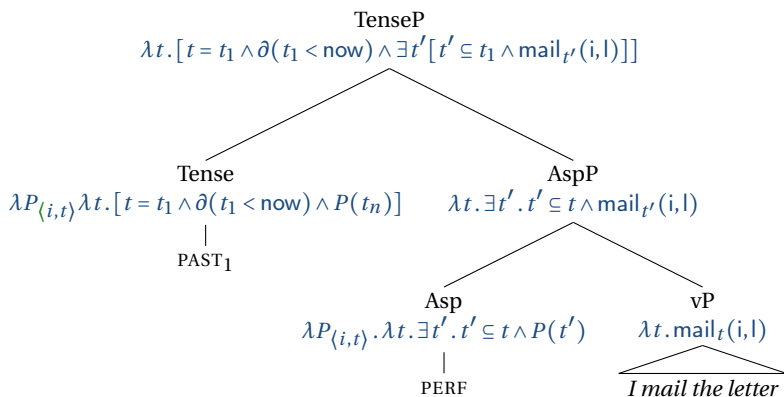 TenseP
λt.[t = t₁ ∧ ∂(t₁ < now) ∧ ∃t′[t′ ⊆ t₁ ∧ mail_t′(i,l)]]
Tense AspP
λP⟨i,t⟩λt.[t = t₁ ∧ ∂(t₁ < now) ∧ P(tₙ)] λt.∃t′.t′ ⊆ t ∧ mail_t′(i,l)
PAST₁
Asp vP
λP⟨i,t⟩.λt.∃t′.t′ ⊆ t ∧ P(t′) λt.mail_t(i,l)
PERF
I mail the letter